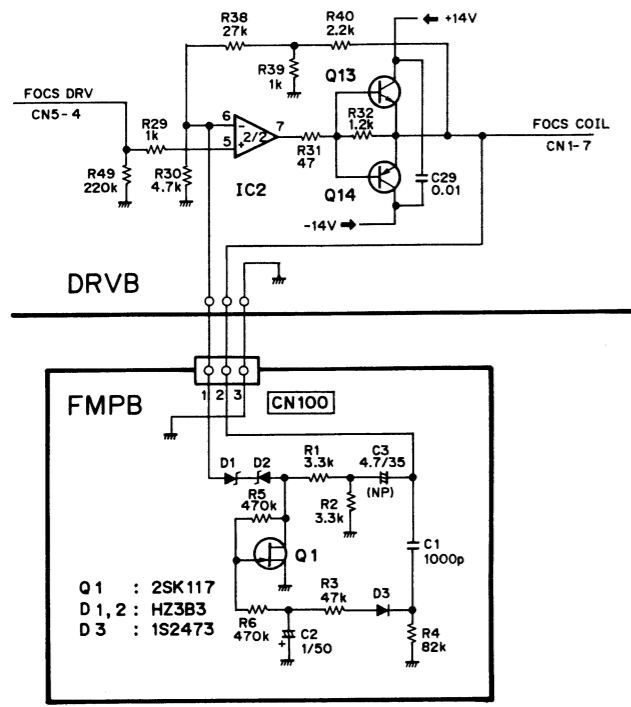 R38
27k
R40
2.2k
← +14V
R39
1k
Q13
FOCS DRV
CN5-4
R29
1k
6
-
2/2
7
5
+
R32
1.2k
FOCS COIL
CN1-7
R31
47
R49
220k
R30
4.7k
IC2
Q14
C29
0.01
-14V →
DRVB
FMPB
1 2 3
CN100
D1 D2
R1
3.3k
C3
4.7/35
(NP)
R5
470k
R2
3.3k
Q1
C1
1000p
Q1 : 2SK117
D1,2 : HZ3B3
D3 : 1S2473
R3
47k
D3
R6
470k
+
C2
1/50
R4
82k